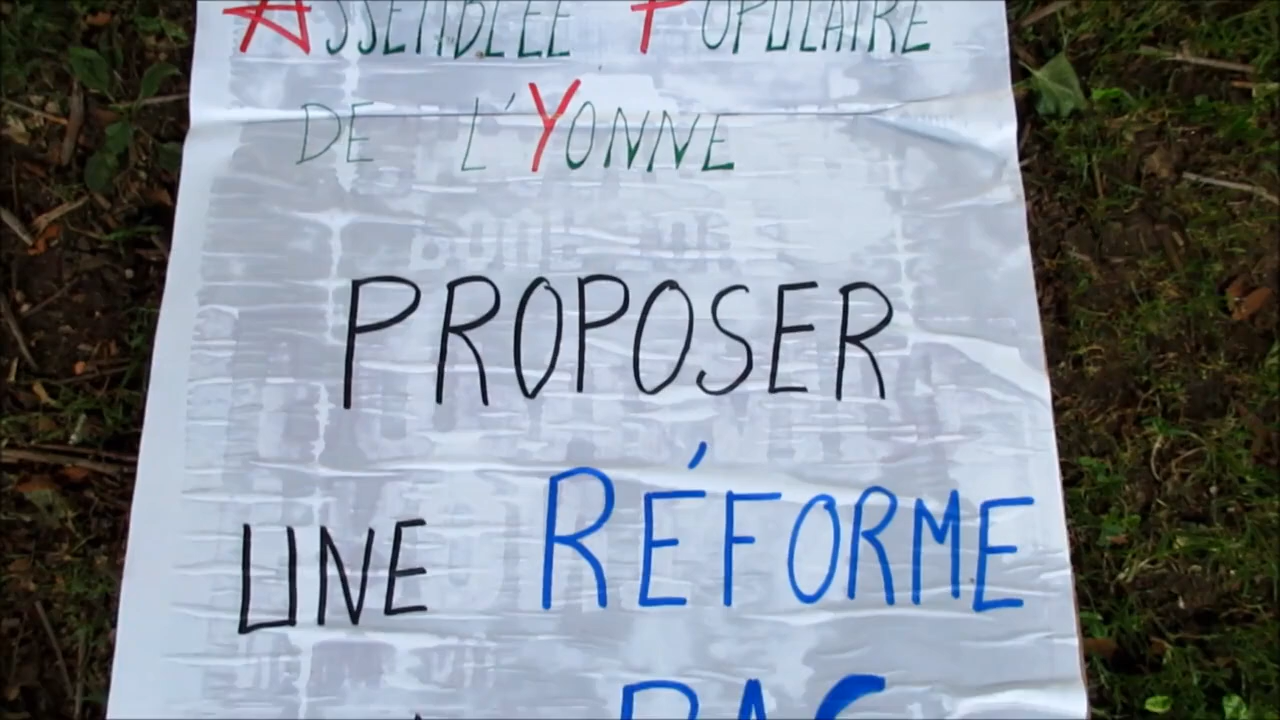 ASSEMBLÉE POPULAIRE
DE L'YONNE
PROPOSER
UNE RÉFORME